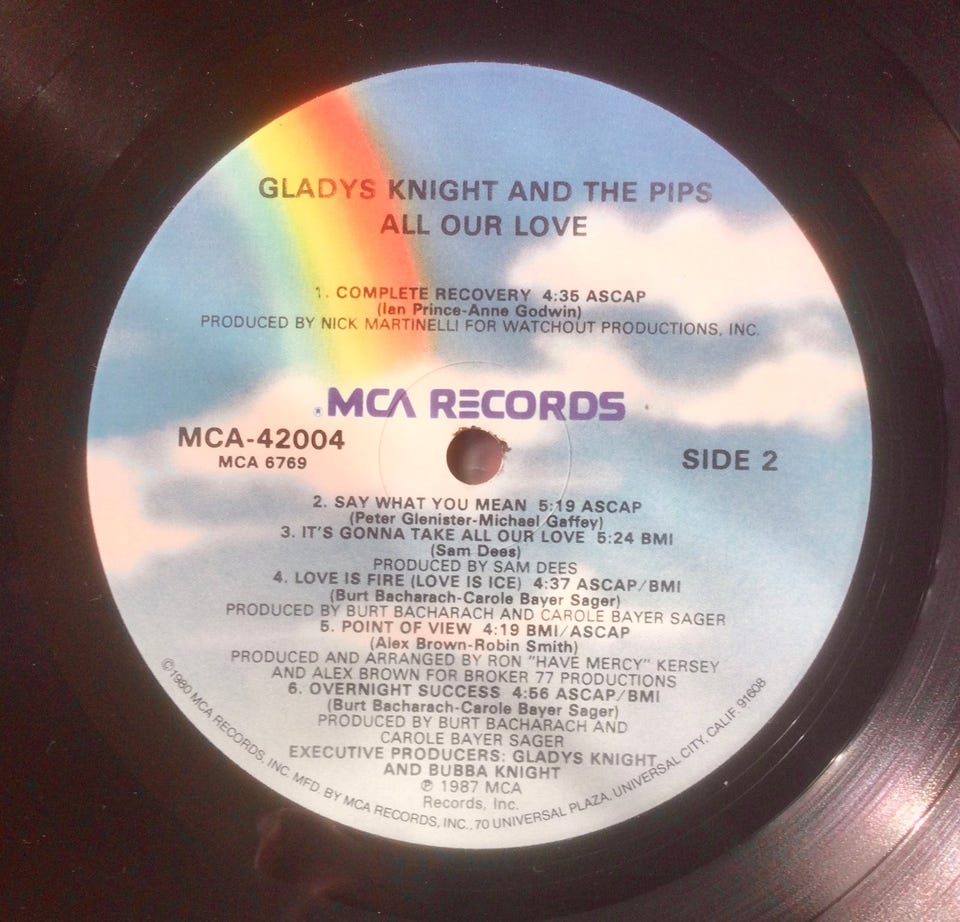 GLADYS KNIGHT AND THE PIPS
ALL OUR LOVE
1. COMPLETE RECOVERY 4:35 ASCAP
(Ian Prince-Anne Godwin)
PRODUCED BY NICK MARTINELLI FOR WATCHOUT PRODUCTIONS, INC.
® MCA RECORDS
MCA-42004
MCA 6769
SIDE 2
2. SAY WHAT YOU MEAN 5:19 ASCAP
(Peter Glenister-Michael Gaffey)
3. IT'S GONNA TAKE ALL OUR LOVE 5:24 BMI
(Sam Dees)
PRODUCED BY SAM DEES
4. LOVE IS FIRE (LOVE IS ICE) 4:37 ASCAP/BMI
(Burt Bacharach-Carole Bayer Sager)
PRODUCED BY BURT BACHARACH AND CAROLE BAYER SAGER
5. POINT OF VIEW 4:19 BMI/ASCAP
(Alex Brown-Robin Smith)
PRODUCED AND ARRANGED BY RON "HAVE MERCY" KERSEY
AND ALEX BROWN FOR BROKER 77 PRODUCTIONS
6. OVERNIGHT SUCCESS 4:56 ASCAP/BMI
(Burt Bacharach-Carole Bayer Sager)
PRODUCED BY BURT BACHARACH AND
CAROLE BAYER SAGER
EXECUTIVE PRODUCERS: GLADYS KNIGHT
AND BUBBA KNIGHT
℗ 1987 MCA
Records, Inc.
©1980 MCA RECORDS, INC. MFD. BY MCA RECORDS, INC., 70 UNIVERSAL PLAZA, UNIVERSAL CITY, CALIF. 91608